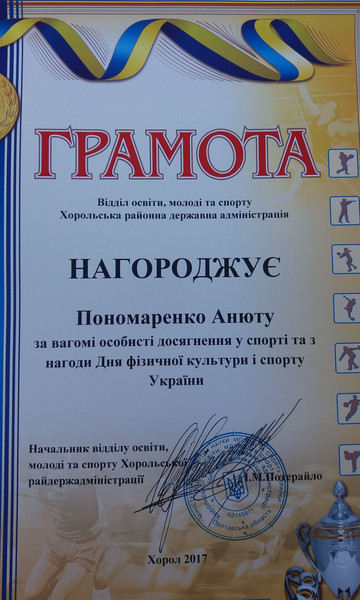 ГРАМОТА
Відділ освіти, молоді та спорту
Хорольська районна державна адміністрація
НАГОРОДЖУЄ
Пономаренко Анюту
за вагомі особисті досягнення у спорті та з
нагоди Дня фізичної культури і спорту
України
Начальник відділу освіти,
молоді та спорту Хорольської
райдержадміністрації І.М.Потерайло
02145671
Хорол 2017